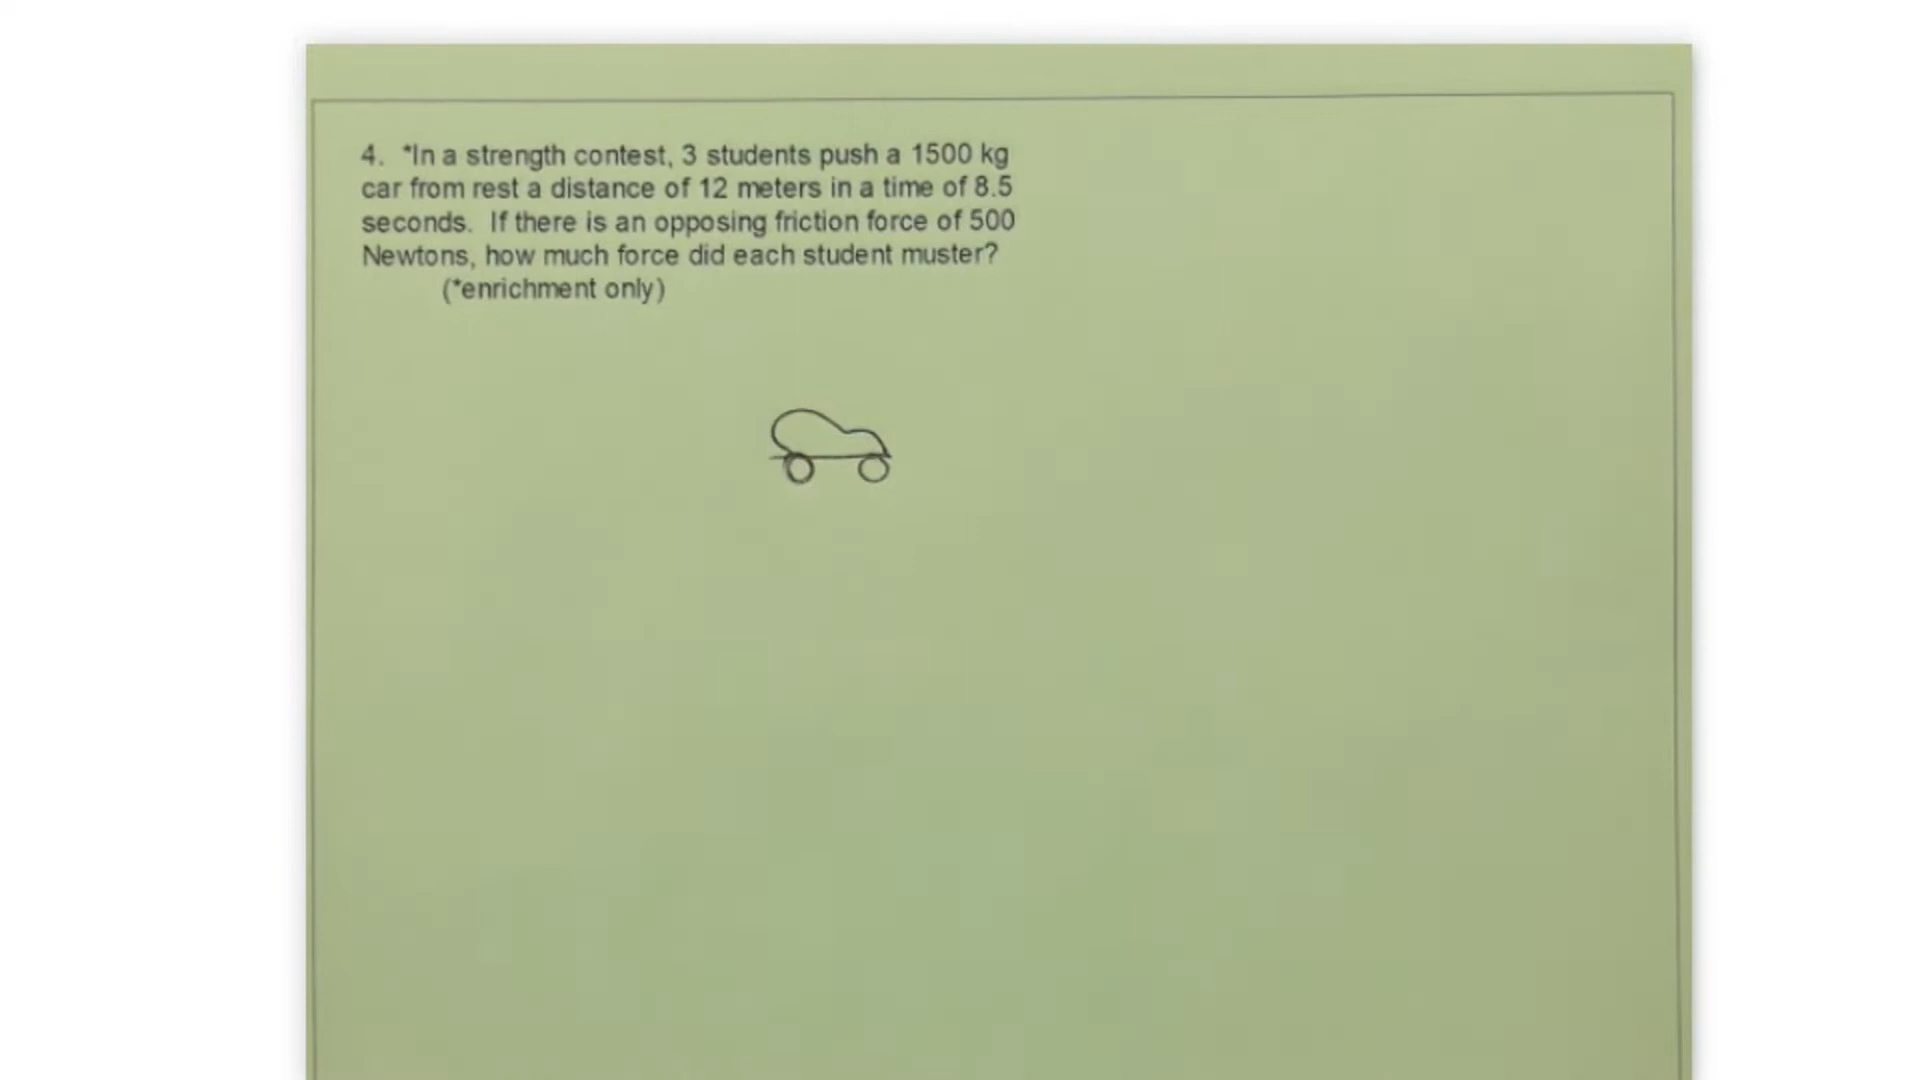 4. *In a strength contest, 3 students push a 1500 kg
car from rest a distance of 12 meters in a time of 8.5
seconds. If there is an opposing friction force of 500
Newtons, how much force did each student muster?
(*enrichment only)